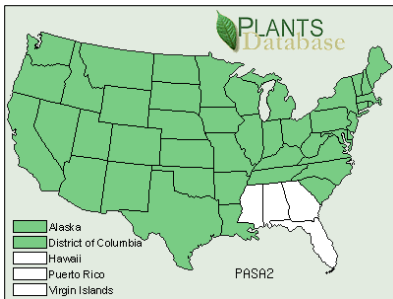 PLANTS
Database
Alaska
District of Columbia
Hawaii
Puerto Rico
Virgin Islands
PASA2